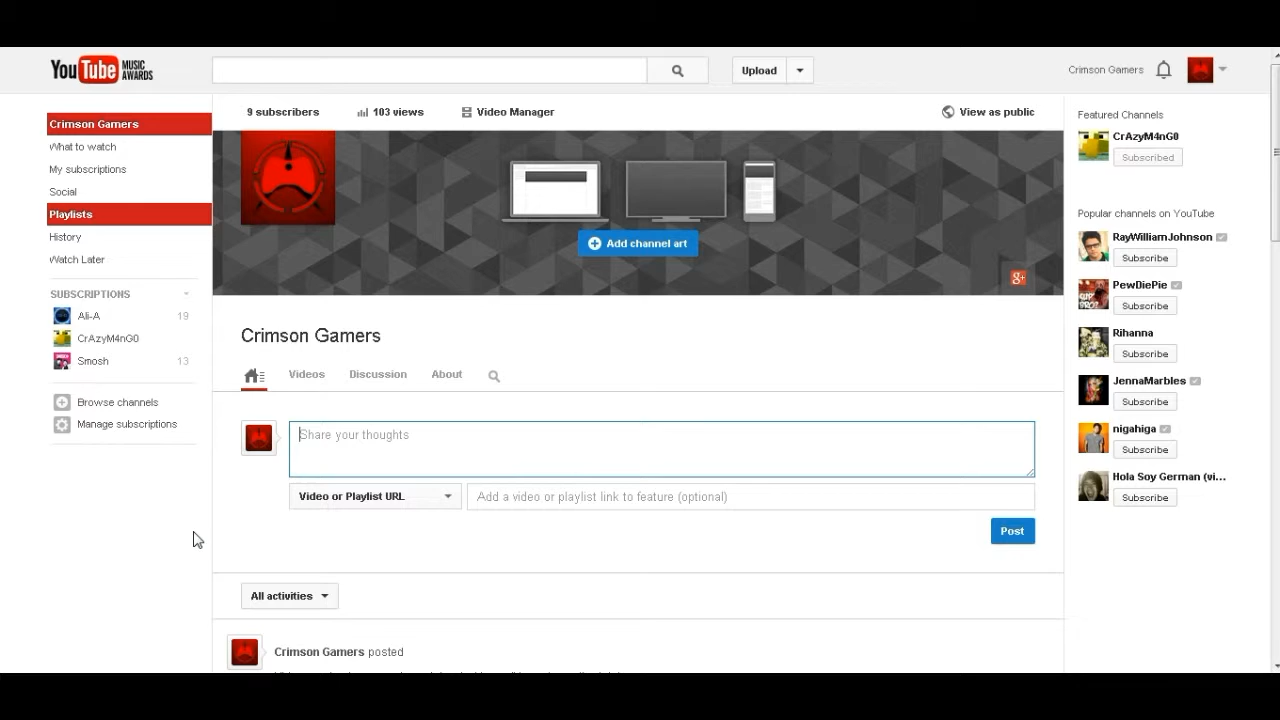 YouTube MUSIC AWARDS
Upload
Crimson Gamers
Crimson Gamers
What to watch
My subscriptions
Social
Playlists
History
Watch Later
SUBSCRIPTIONS
Ali-A 19
CrAzyM4nG0
Smosh 13
Browse channels
Manage subscriptions
9 subscribers 103 views Video Manager View as public
Add channel art
g+
Crimson Gamers
Videos Discussion About
Share your thoughts
Video or Playlist URL Add a video or playlist link to feature (optional)
Post
All activities
Crimson Gamers posted
Featured Channels
CrAzyM4nG0
Subscribed
Popular channels on YouTube
RayWilliamJohnson
Subscribe
PewDiePie
Subscribe
Rihanna
Subscribe
JennaMarbles
Subscribe
nigahiga
Subscribe
Hola Soy German (vi...
Subscribe